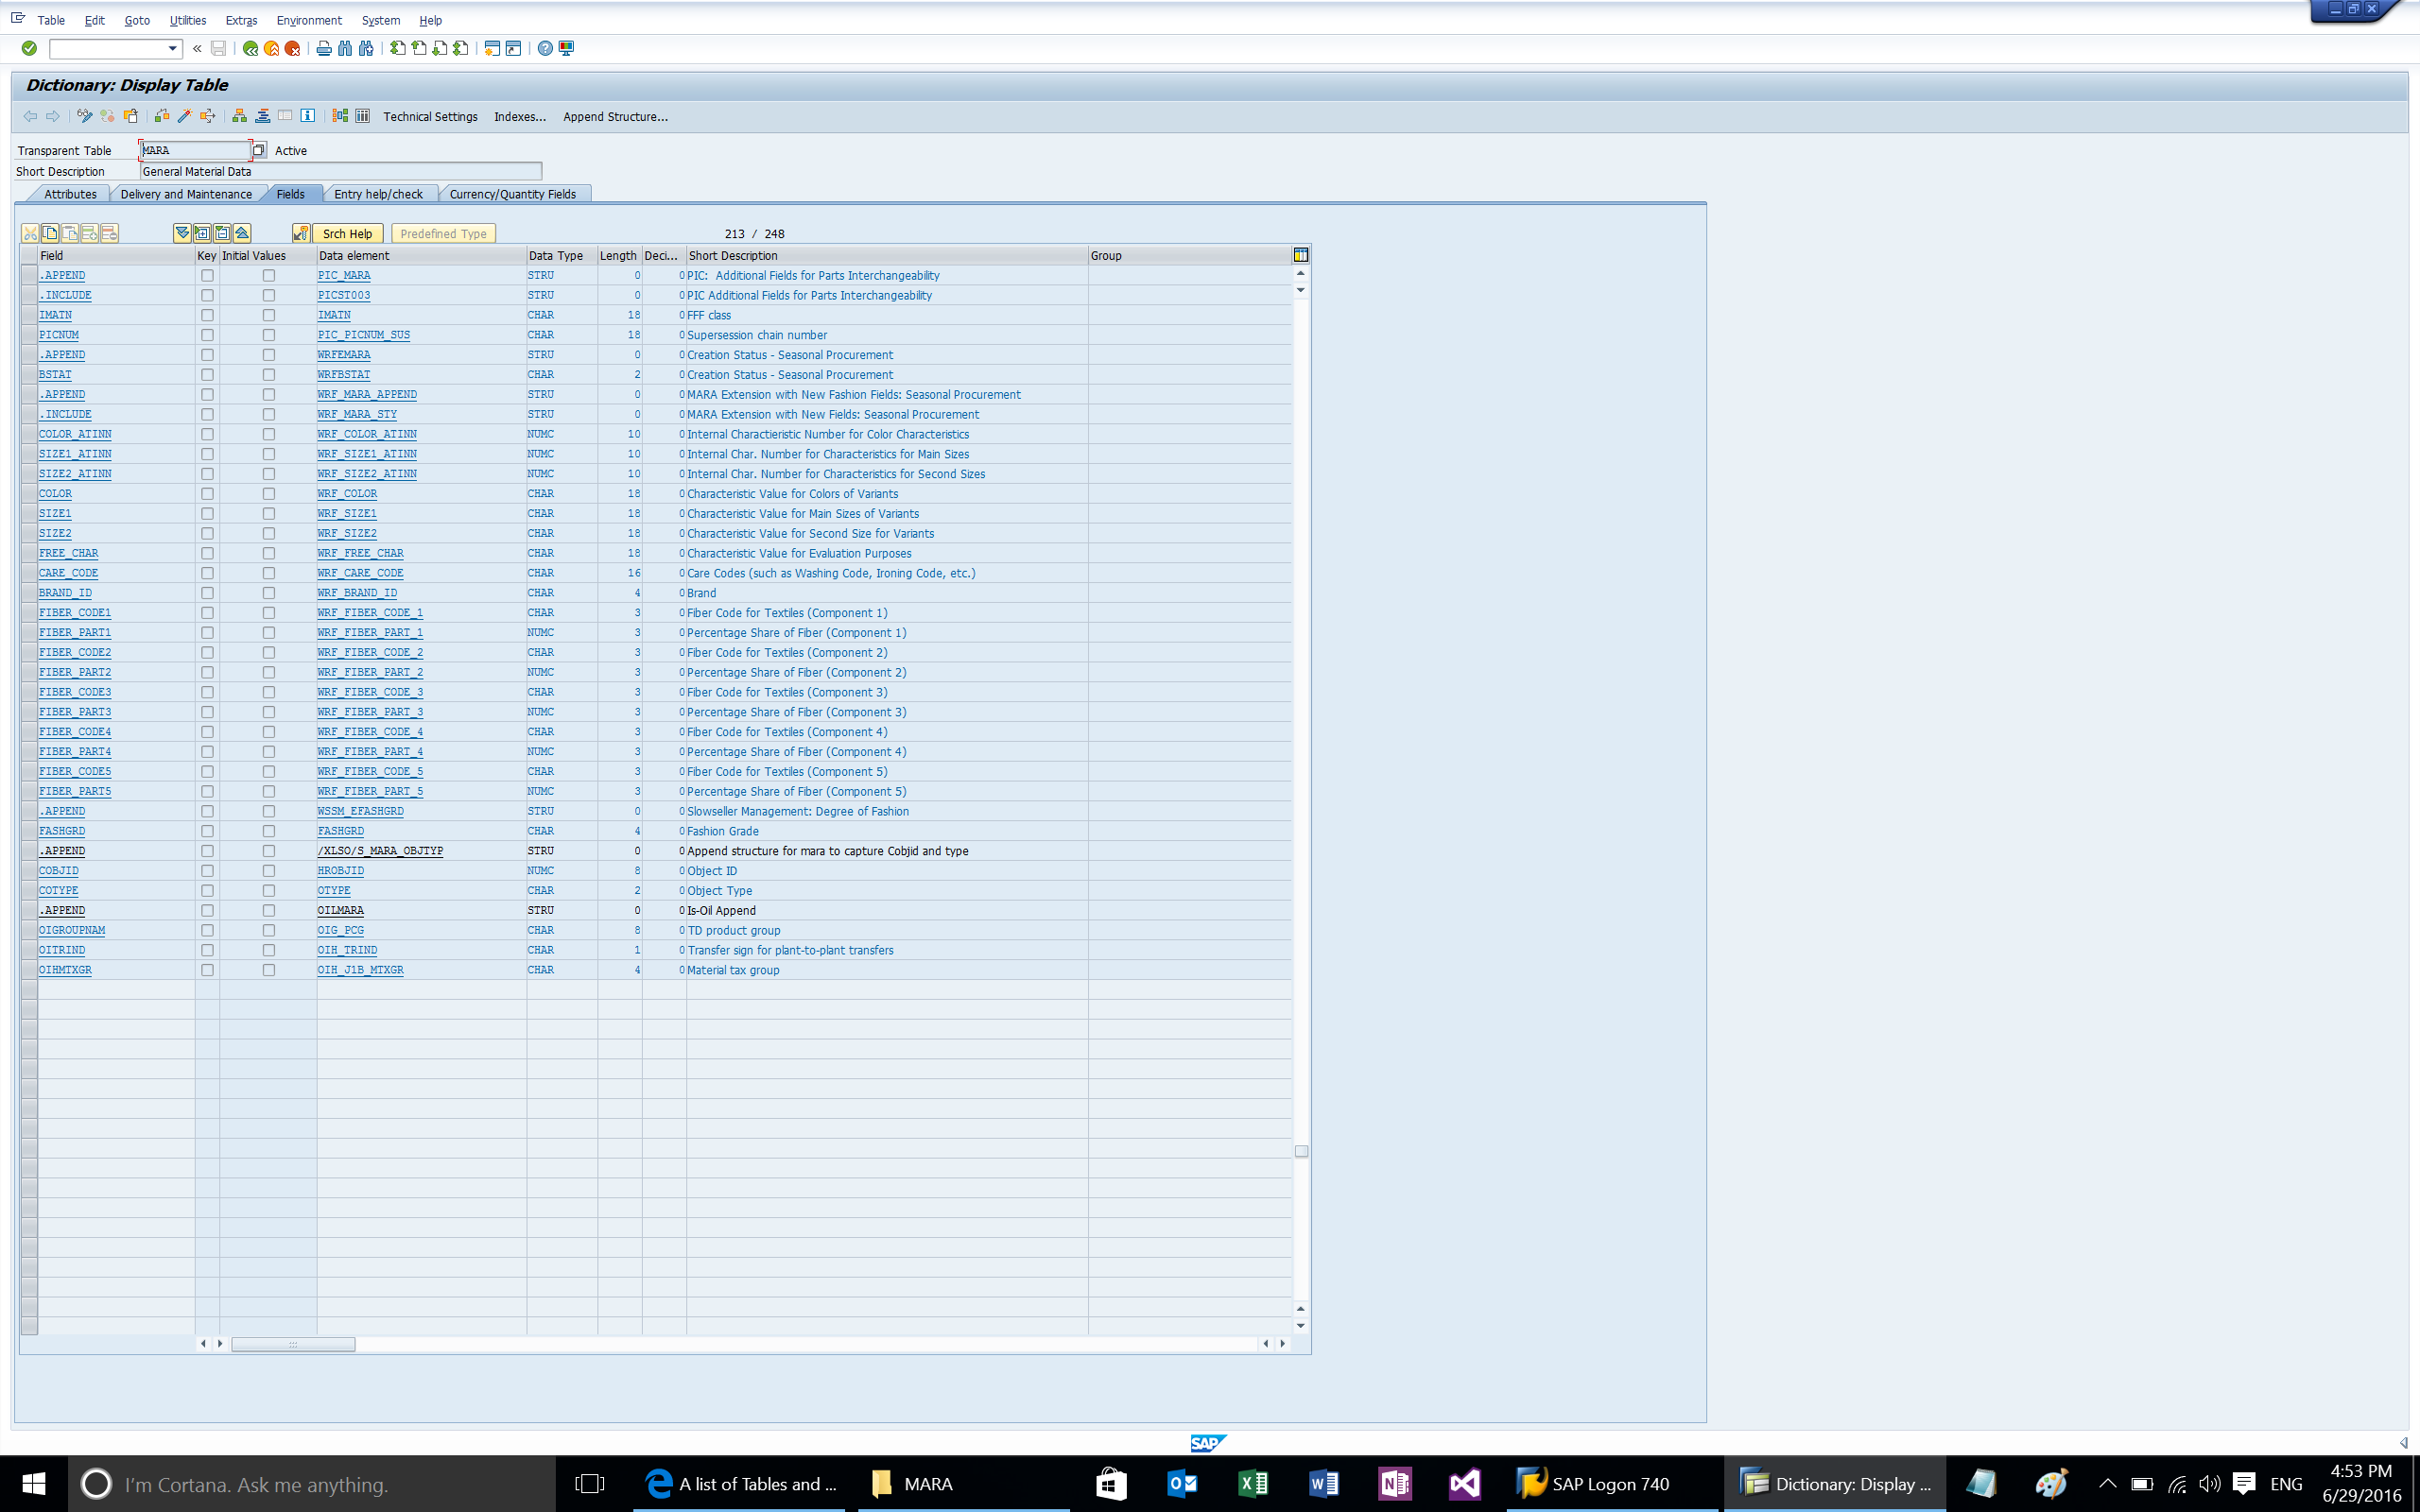 Table Edit Goto Utilities Extras Environment System Help
Dictionary: Display Table
Technical Settings Indexes... Append Structure...
Transparent Table MARA Active
Short Description General Material Data
Attributes Delivery and Maintenance Fields Entry help/check Currency/Quantity Fields
Srch Help Predefined Type 213 / 248
Field Key Initial Values Data element Data Type Length Deci... Short Description Group
.APPEND PIC_MARA STRU 0 0 PIC: Additional Fields for Parts Interchangeability
.INCLUDE PICST003 STRU 0 0 PIC Additional Fields for Parts Interchangeability
IMATN IMATN CHAR 18 0 FFF class
PICNUM PIC_PICNUM_SUS CHAR 18 0 Supersession chain number
.APPEND WRFEMARA STRU 0 0 Creation Status - Seasonal Procurement
BSTAT WRFBSTAT CHAR 2 0 Creation Status - Seasonal Procurement
.APPEND WRF_MARA_APPEND STRU 0 0 MARA Extension with New Fashion Fields: Seasonal Procurement
.INCLUDE WRF_MARA_STY STRU 0 0 MARA Extension with New Fields: Seasonal Procurement
COLOR_ATINN WRF_COLOR_ATINN NUMC 10 0 Internal Charactieristic Number for Color Characteristics
SIZE1_ATINN WRF_SIZE1_ATINN NUMC 10 0 Internal Char. Number for Characteristics for Main Sizes
SIZE2_ATINN WRF_SIZE2_ATINN NUMC 10 0 Internal Char. Number for Characteristics for Second Sizes
COLOR WRF_COLOR CHAR 18 0 Characteristic Value for Colors of Variants
SIZE1 WRF_SIZE1 CHAR 18 0 Characteristic Value for Main Sizes of Variants
SIZE2 WRF_SIZE2 CHAR 18 0 Characteristic Value for Second Size for Variants
FREE_CHAR WRF_FREE_CHAR CHAR 18 0 Characteristic Value for Evaluation Purposes
CARE_CODE WRF_CARE_CODE CHAR 16 0 Care Codes (such as Washing Code, Ironing Code, etc.)
BRAND_ID WRF_BRAND_ID CHAR 4 0 Brand
FIBER_CODE1 WRF_FIBER_CODE_1 CHAR 3 0 Fiber Code for Textiles (Component 1)
FIBER_PART1 WRF_FIBER_PART_1 NUMC 3 0 Percentage Share of Fiber (Component 1)
FIBER_CODE2 WRF_FIBER_CODE_2 CHAR 3 0 Fiber Code for Textiles (Component 2)
FIBER_PART2 WRF_FIBER_PART_2 NUMC 3 0 Percentage Share of Fiber (Component 2)
FIBER_CODE3 WRF_FIBER_CODE_3 CHAR 3 0 Fiber Code for Textiles (Component 3)
FIBER_PART3 WRF_FIBER_PART_3 NUMC 3 0 Percentage Share of Fiber (Component 3)
FIBER_CODE4 WRF_FIBER_CODE_4 CHAR 3 0 Fiber Code for Textiles (Component 4)
FIBER_PART4 WRF_FIBER_PART_4 NUMC 3 0 Percentage Share of Fiber (Component 4)
FIBER_CODE5 WRF_FIBER_CODE_5 CHAR 3 0 Fiber Code for Textiles (Component 5)
FIBER_PART5 WRF_FIBER_PART_5 NUMC 3 0 Percentage Share of Fiber (Component 5)
.APPEND WSSM_EFASHGRD STRU 0 0 Slowseller Management: Degree of Fashion
FASHGRD FASHGRD CHAR 4 0 Fashion Grade
.APPEND /XLSO/S_MARA_OBJTYP STRU 0 0 Append structure for mara to capture Cobjid and type
COBJID HROBJID NUMC 8 0 Object ID
COTYPE OTYPE CHAR 2 0 Object Type
.APPEND OILMARA STRU 0 0 Is-Oil Append
OIGROUPNAM OIG_PCG CHAR 8 0 TD product group
OITRIND OIH_TRIND CHAR 1 0 Transfer sign for plant-to-plant transfers
OIHMTXGR OIH_J1B_MTXGR CHAR 4 0 Material tax group
SAP
I'm Cortana. Ask me anything. A list of Tables and ... MARA SAP Logon 740 Dictionary: Display ... ENG 4:53 PM
6/29/2016